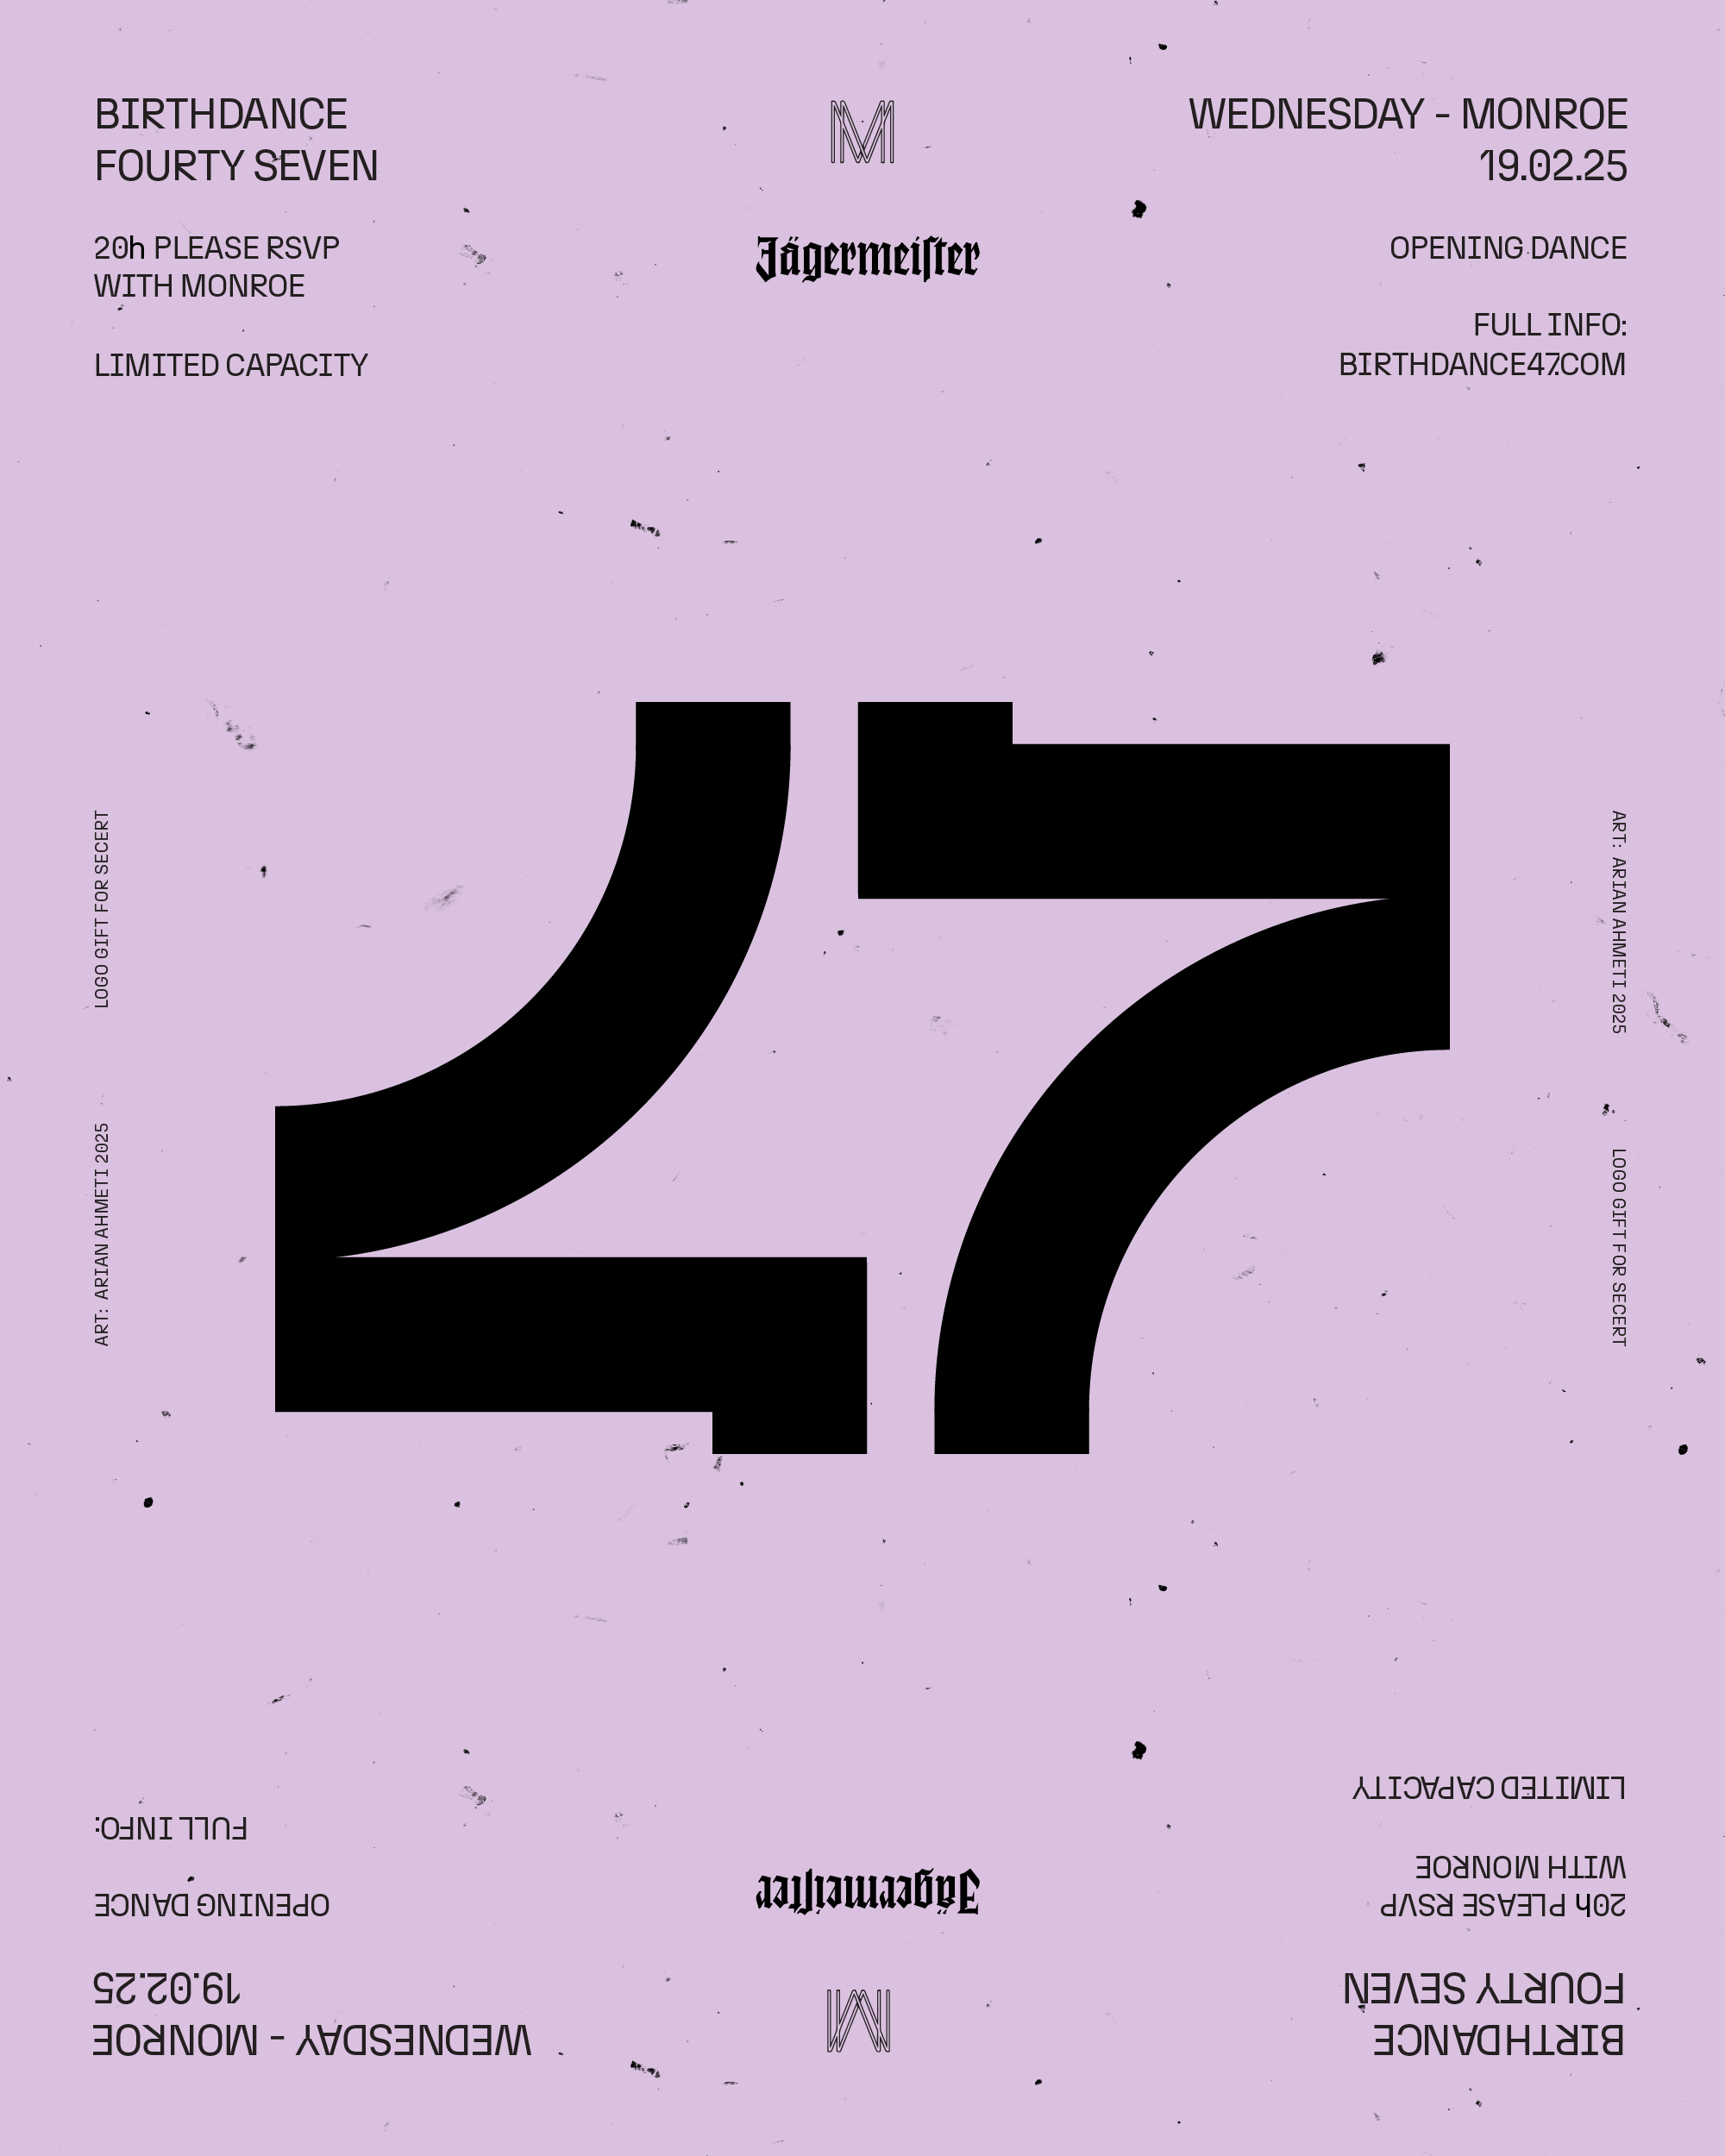 BIRTHDANCE
FOURTY SEVEN
20h PLEASE RSVP
WITH MONROE
LIMITED CAPACITY
M
Jägermeiſter
WEDNESDAY - MONROE
19.02.25
OPENING DANCE
FULL INFO:
BIRTHDANCE47.COM
LOGO GIFT FOR SECERT
ART: ARIAN AHMETI 2025
47
ART: ARIAN AHMETI 2025
LOGO GIFT FOR SECERT
BIRTHDANCE
FOURTY SEVEN
20h PLEASE RSVP
WITH MONROE
LIMITED CAPACITY
M
Jägermeiſter
WEDNESDAY - MONROE
19.02.25
OPENING DANCE
FULL INFO: